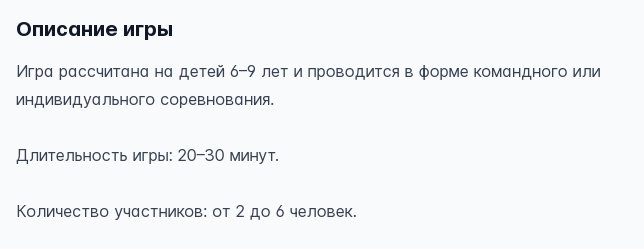 Описание игры
Игра рассчитана на детей 6–9 лет и проводится в форме командного или
индивидуального соревнования.
Длительность игры: 20–30 минут.
Количество участников: от 2 до 6 человек.